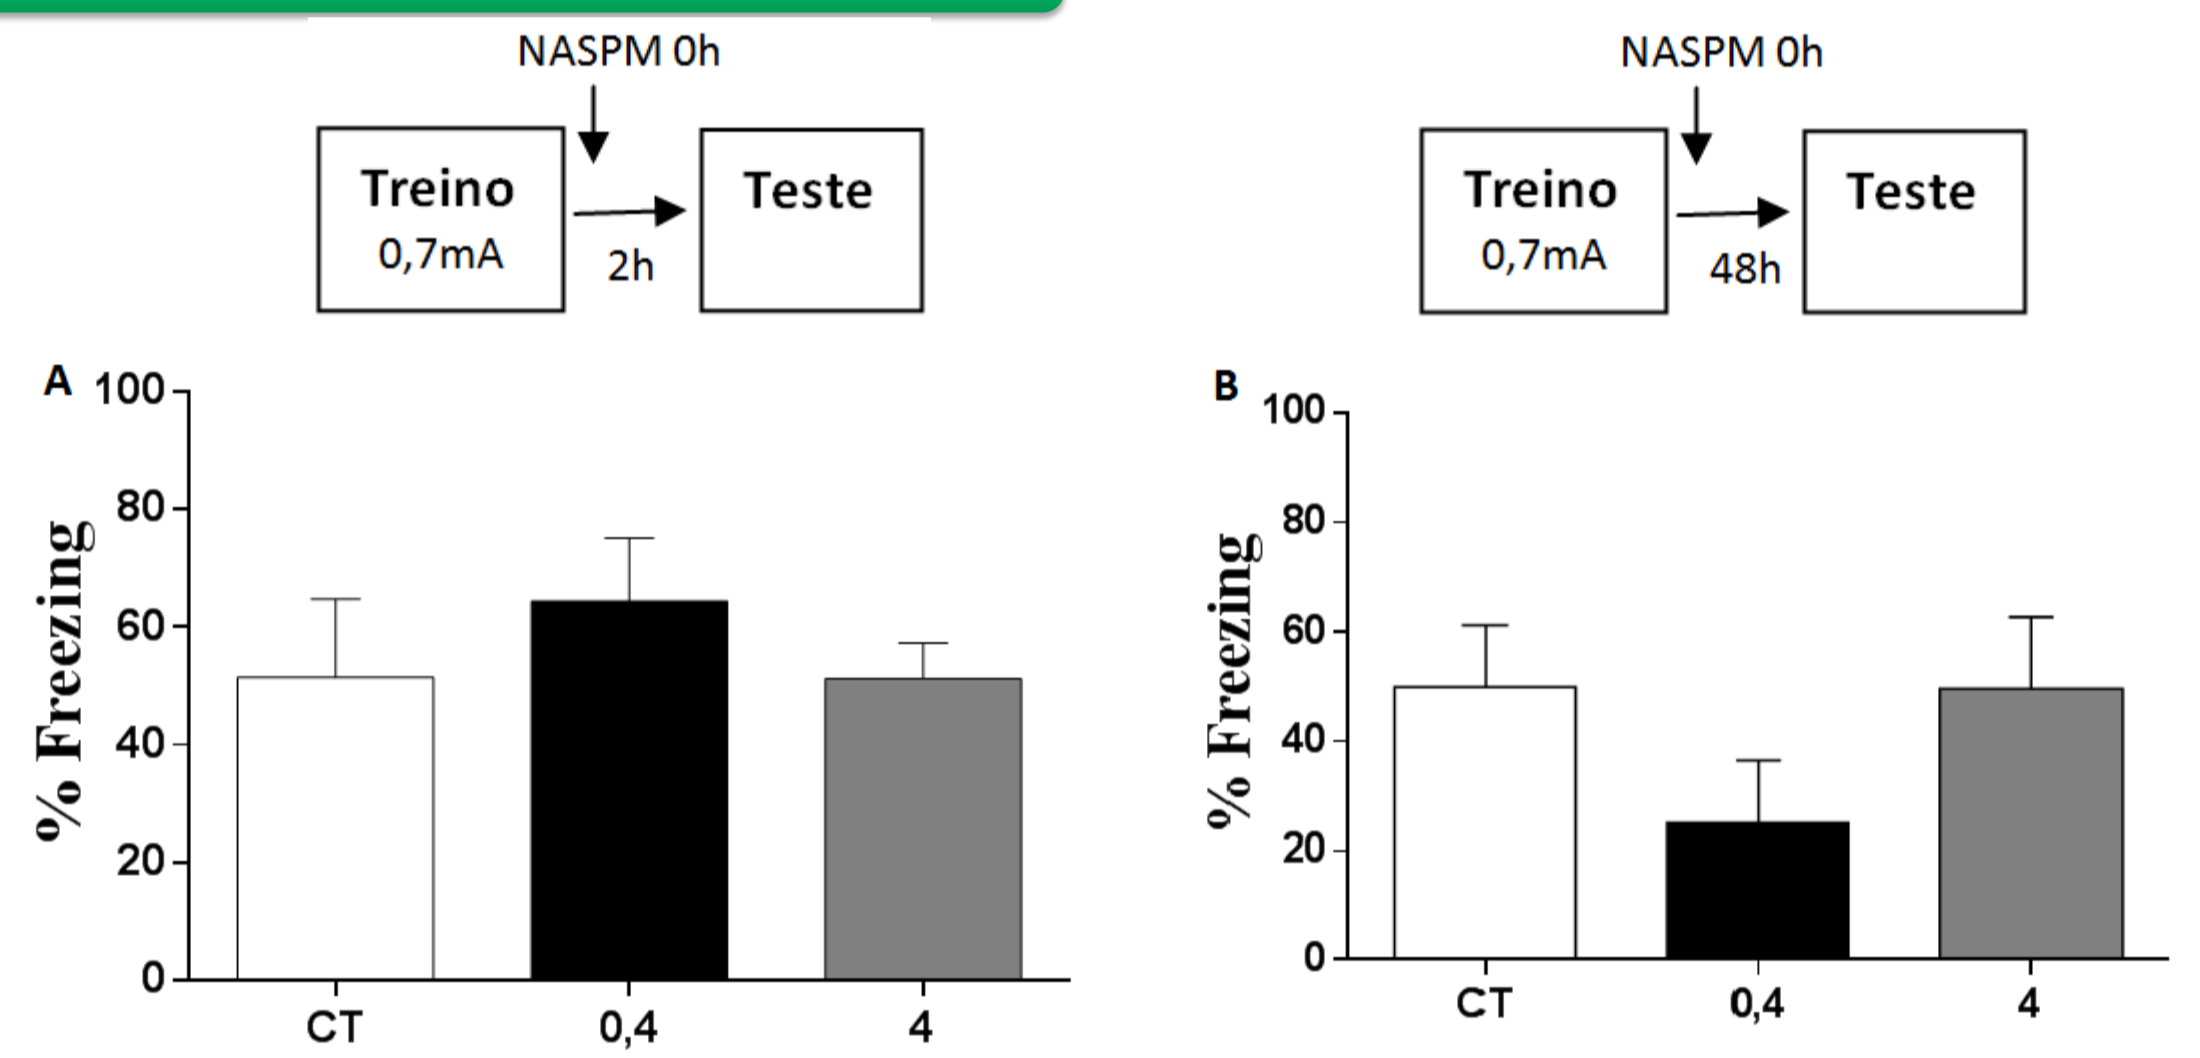 NASPM 0h
Treino
0,7mA
2h
Teste
NASPM 0h
Treino
0,7mA
48h
Teste
A
% Freezing
100
80
60
40
20
0
CT
0,4
4
B
% Freezing
100
80
60
40
20
0
CT
0,4
4